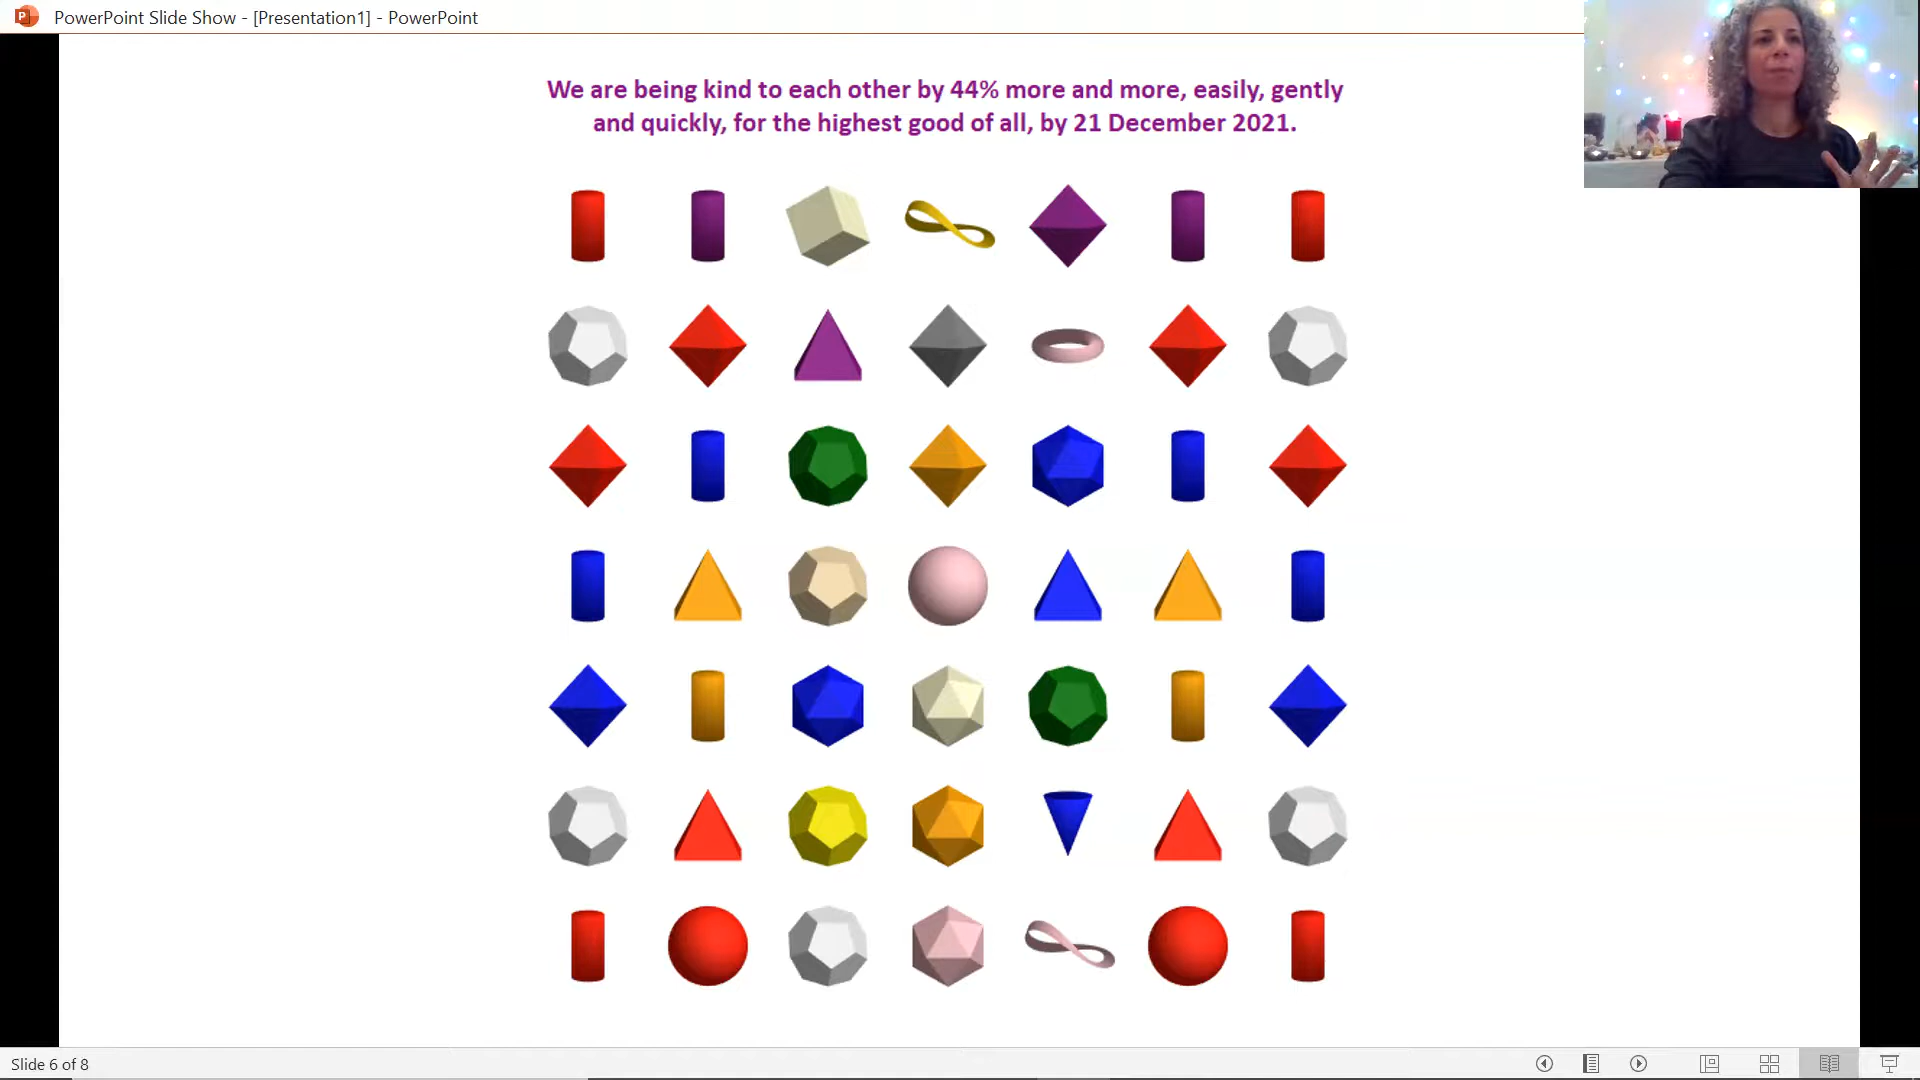 PowerPoint Slide Show - [Presentation1] - PowerPoint
We are being kind to each other by 44% more and more, easily, gently
and quickly, for the highest good of all, by 21 December 2021.
Slide 6 of 8